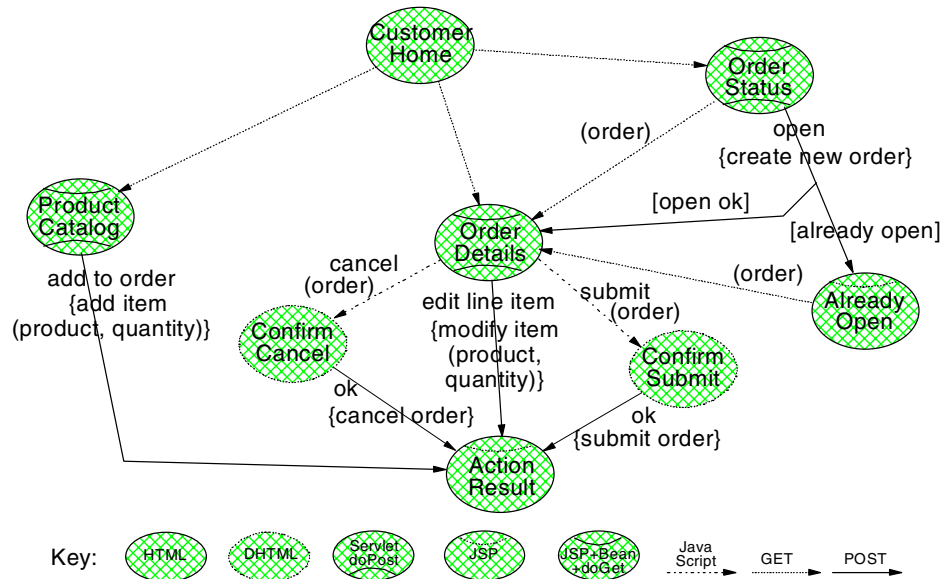 Customer
Home
Order
Status
(order)
open
{create new order}
Product
Catalog
[open ok]
Order
Details
[already open]
add to order
{add item
(product, quantity)}
cancel
(order)
edit line item
{modify item
(product,
quantity)}
submit
(order)
(order)
Already
Open
Confirm
Cancel
Confirm
Submit
ok
{cancel order}
ok
{submit order}
Action
Result
Key:
HTML
DHTML
Servlet
doPost
JSP
JSP+Bean
+doGet
Java
Script
GET
POST